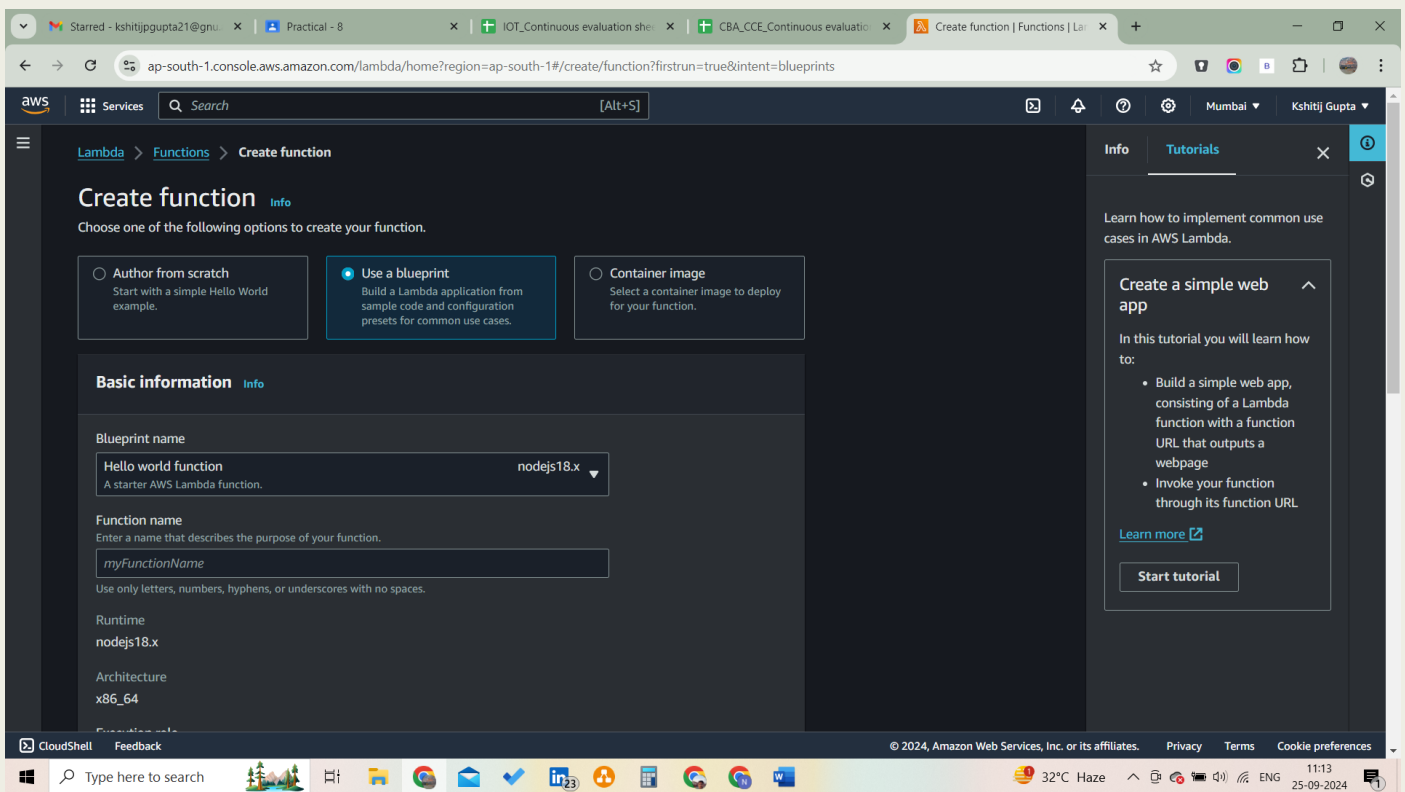 Starred - kshitijpgupta21@gnu.
Practical - 8
IOT_Continuous evaluation shee
CBA_CCE_Continuous evaluatio
Create function | Functions | Lar
ap-south-1.console.aws.amazon.com/lambda/home?region=ap-south-1#/create/function?firstrun=true&intent=blueprints
aws
Services
Search
[Alt+S]
Mumbai
Kshitij Gupta
Lambda > Functions > Create function
Create function Info
Choose one of the following options to create your function.
Author from scratch
Start with a simple Hello World
example.
Use a blueprint
Build a Lambda application from
sample code and configuration
presets for common use cases.
Container image
Select a container image to deploy
for your function.
Basic information Info
Blueprint name
Hello world function nodejs18.x
A starter AWS Lambda function.
Function name
Enter a name that describes the purpose of your function.
myFunctionName
Use only letters, numbers, hyphens, or underscores with no spaces.
Runtime
nodejs18.x
Architecture
x86_64
Info
Tutorials
Learn how to implement common use
cases in AWS Lambda.
Create a simple web
app
In this tutorial you will learn how
to:
• Build a simple web app,
consisting of a Lambda
function with a function
URL that outputs a
webpage
• Invoke your function
through its function URL
Learn more
Start tutorial
CloudShell
Feedback
© 2024, Amazon Web Services, Inc. or its affiliates.
Privacy
Terms
Cookie preferences
Type here to search
23
32°C Haze
ENG
11:13
25-09-2024
1